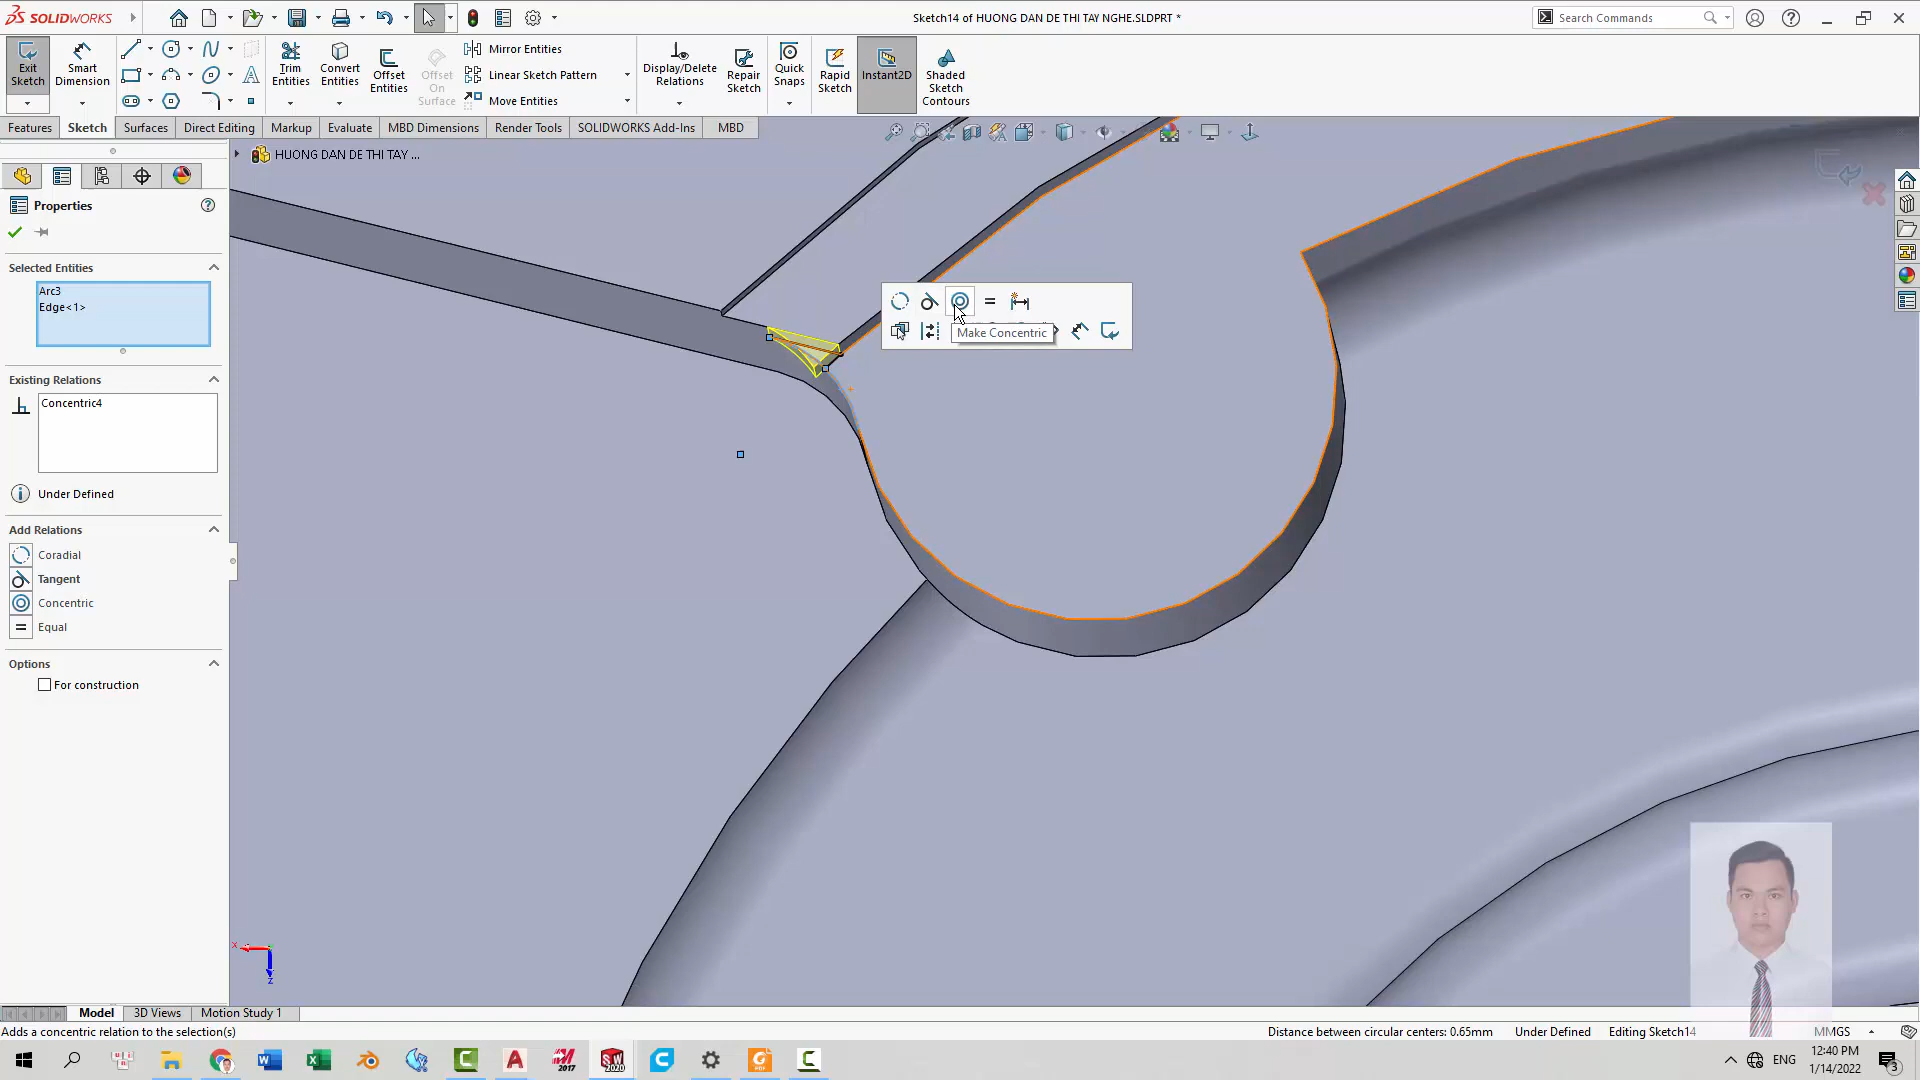 SOLIDWORKS
Sketch14 of HUONG DAN DE THI TAY NGHE.SLDPRT *
Search Commands
Exit Sketch
Smart Dimension
Trim Entities
Convert Entities
Offset Entities
Offset On Surface
Mirror Entities
Linear Sketch Pattern
Move Entities
Display/Delete Relations
Repair Sketch
Quick Snaps
Rapid Sketch
Instant2D
Shaded Sketch Contours
Features
Sketch
Surfaces
Direct Editing
Markup
Evaluate
MBD Dimensions
Render Tools
SOLIDWORKS Add-Ins
MBD
HUONG DAN DE THI TAY ...
Properties
Selected Entities
Arc3
Edge<1>
Existing Relations
Concentric4
Under Defined
Add Relations
Coradial
Tangent
Concentric
Equal
Options
For construction
Make Concentric
x
z
Model
3D Views
Motion Study 1
Adds a concentric relation to the selection(s)
Distance between circular centers: 0.65mm
Under Defined
Editing Sketch14
MMGS
2017
2020
ENG
12:40 PM
1/14/2022
3